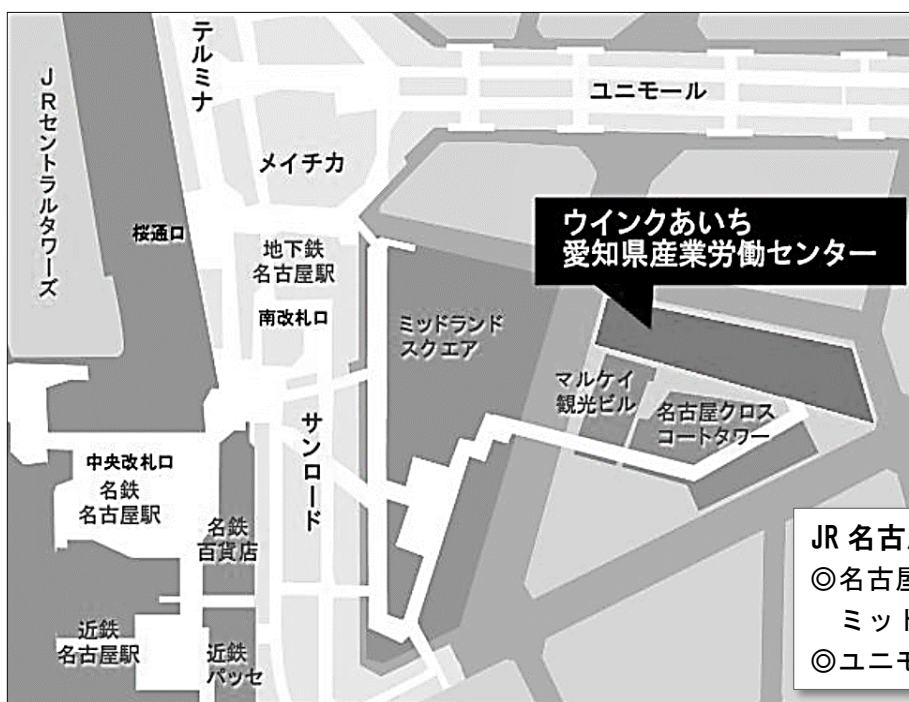 テルミナ
JRセントラルタワーズ
ユニモール
メイチカ
ウインクあいち
愛知県産業労働センター
桜通口
地下鉄
名古屋駅
南改札口
ミッドランド
スクエア
マルケイ
観光ビル
名古屋クロス
コートタワー
サンロード
中央改札口
名鉄
名古屋駅
名鉄
百貨店
近鉄
名古屋駅
近鉄
パッセ
JR 名古
◎名古屋
ミット
◎ユニモ